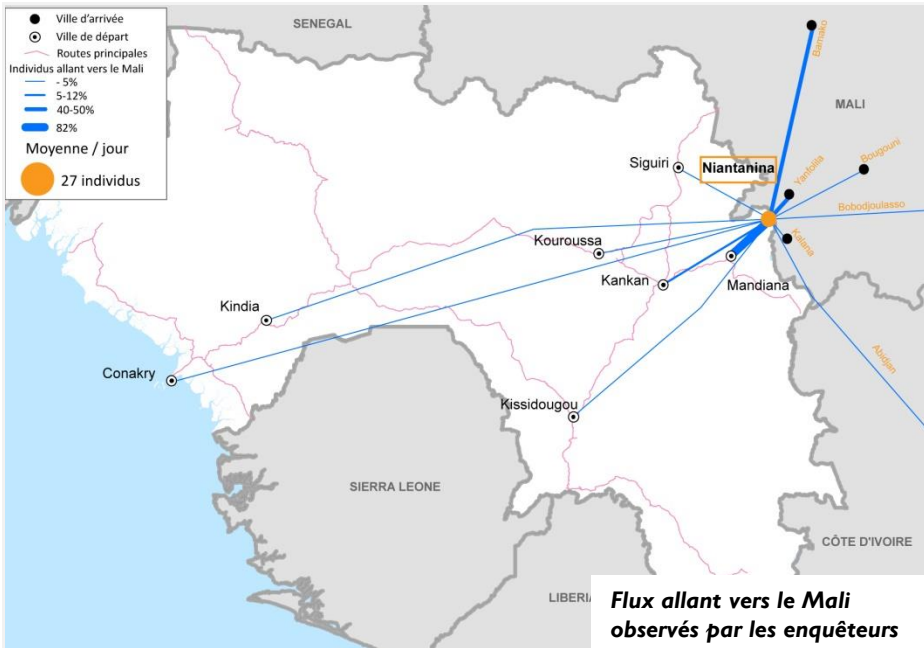 Ville d'arrivée
Ville de départ
Routes principales
Individus allant vers le Mali
- 5%
5-12%
40-50%
82%
Moyenne / jour
27 individus
SENEGAL
Bamako
MALI
Siguiri
Niantanina
Yanfolila
Bougouni
Bobodjoulasso
Kalana
Kouroussa
Kankan
Mandiana
Kindia
Conakry
Abidjan
Kissidougou
SIERRA LEONE
CÔTE D'IVOIRE
LIBERIA
Flux allant vers le Mali
observés par les enquêteurs